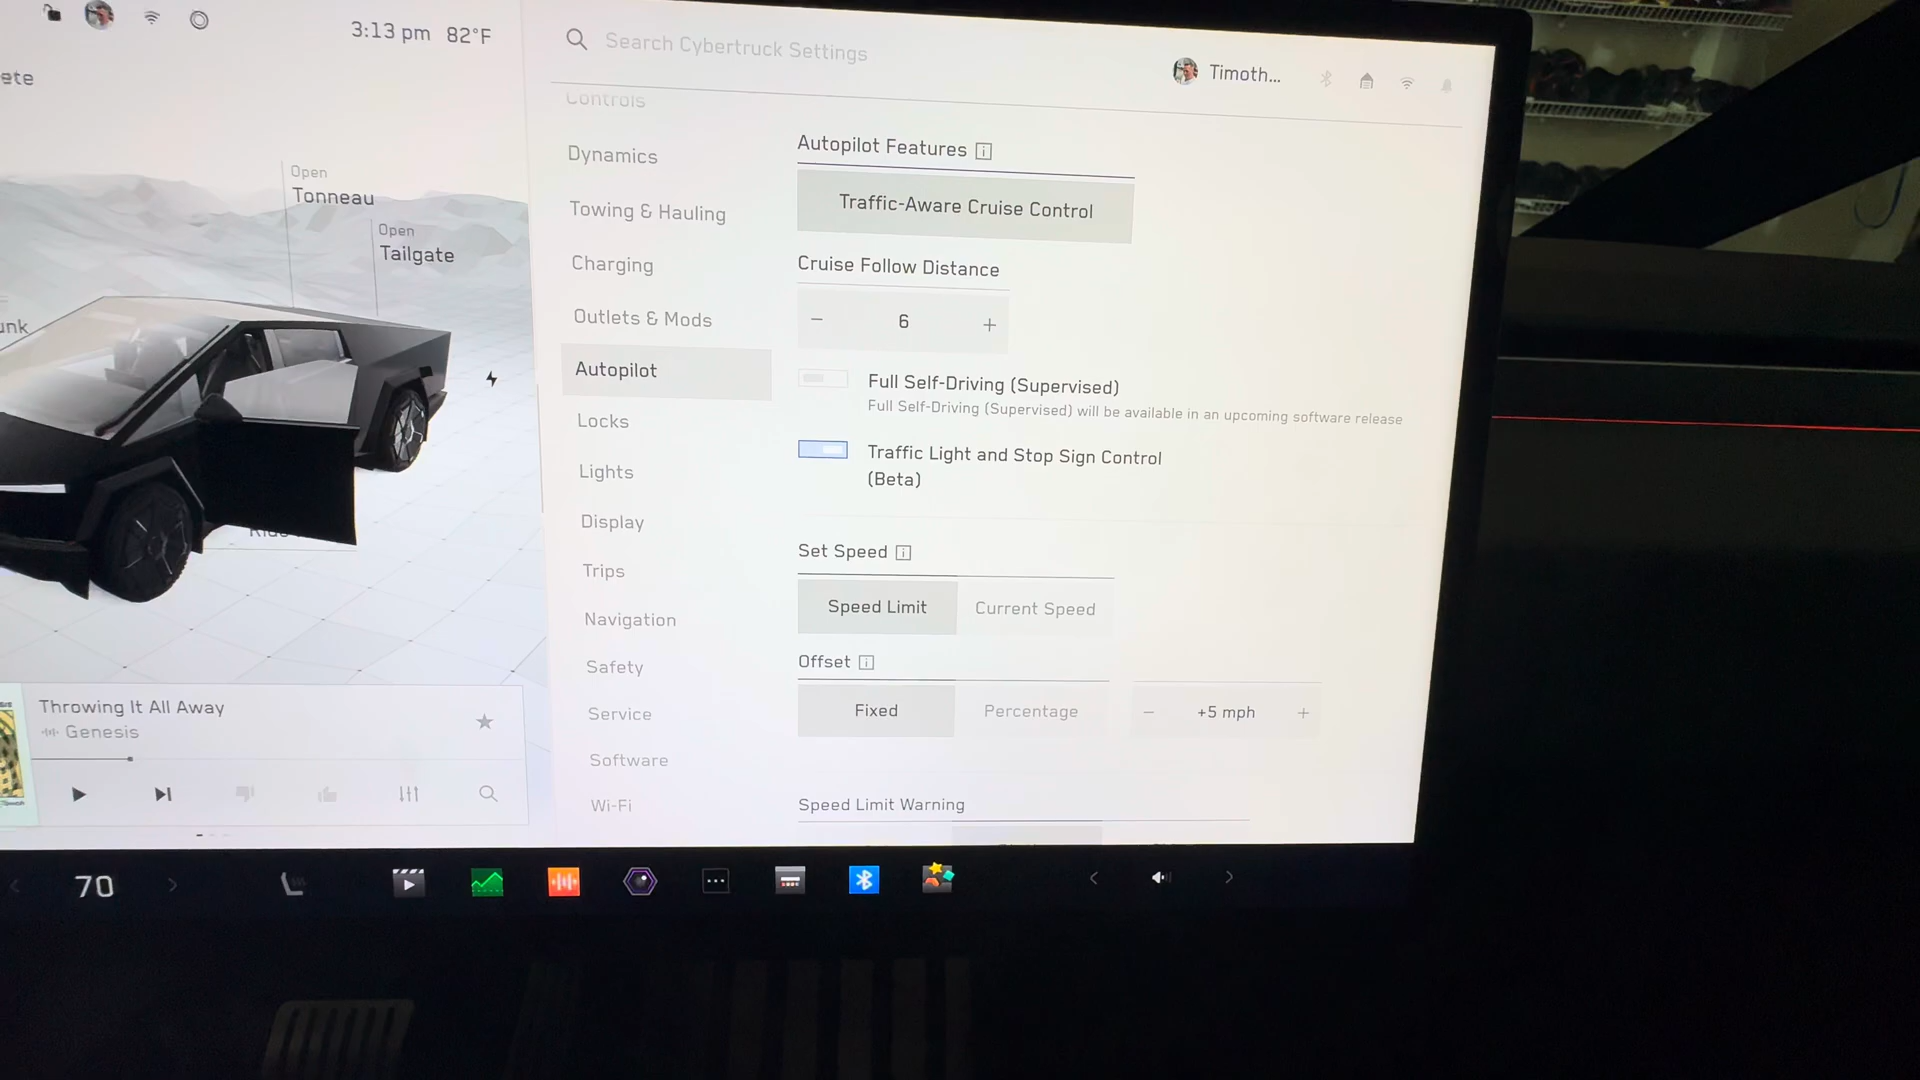 3:13 pm 82°F
ete
Open
Tonneau
Open
Tailgate
unk
Throwing It All Away
Genesis
70
Search Cybertruck Settings
Timoth...
Controls
Dynamics
Towing & Hauling
Charging
Outlets & Mods
Autopilot
Locks
Lights
Display
Trips
Navigation
Safety
Service
Software
Wi-Fi
Autopilot Features
Traffic-Aware Cruise Control
Cruise Follow Distance
− 6 +
Full Self-Driving (Supervised)
Full Self-Driving (Supervised) will be available in an upcoming software release
Traffic Light and Stop Sign Control
(Beta)
Set Speed
Speed Limit Current Speed
Offset
Fixed Percentage − +5 mph +
Speed Limit Warning